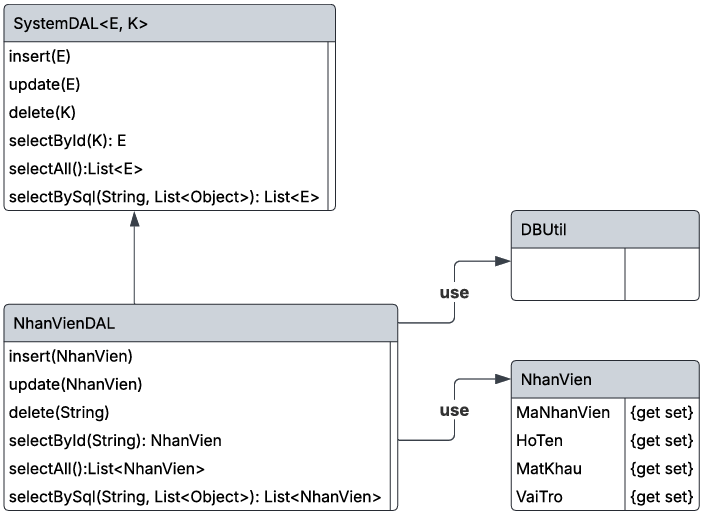 SystemDAL<E, K>
insert(E)
update(E)
delete(K)
selectById(K): E
selectAll():List<E>
selectBySql(String, List<Object>): List<E>
DBUtil
use
NhanVienDAL
insert(NhanVien)
update(NhanVien)
delete(String)
selectById(String): NhanVien
selectAll():List<NhanVien>
selectBySql(String, List<Object>): List<NhanVien>
use
NhanVien
MaNhanVien {get set}
HoTen {get set}
MatKhau {get set}
VaiTro {get set}